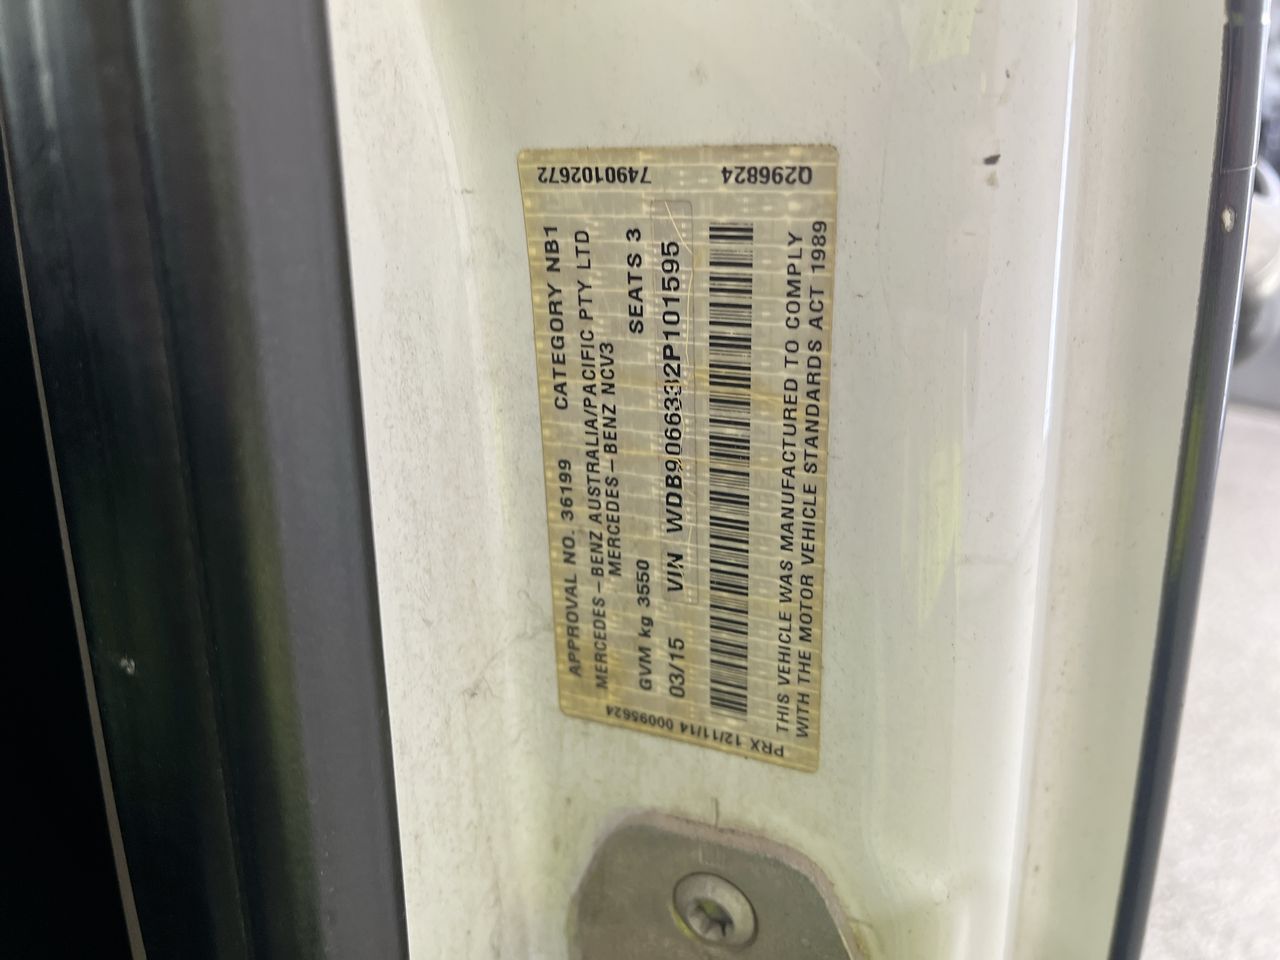 7490102672 Q296824
APPROVAL NO. 36199 CATEGORY NB1
MERCEDES-BENZ AUSTRALIA/PACIFIC PTY LTD
MERCEDES-BENZ NCV3
GVM kg 3550 SEATS 3
03/15 VIN WDB9066332P101595
THIS VEHICLE WAS MANUFACTURED TO COMPLY
WITH THE MOTOR VEHICLE STANDARDS ACT 1989
PRX 12/11/14 00095624